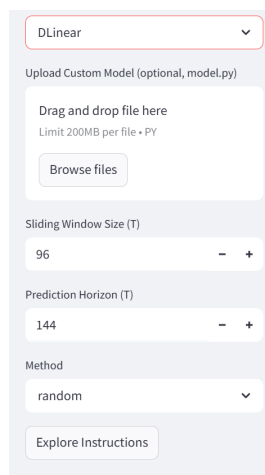 DLinear
Upload Custom Model (optional, model.py)
Drag and drop file here
Limit 200MB per file • PY
Browse files
Sliding Window Size (T)
96 − +
Prediction Horizon (T)
144 − +
Method
random
Explore Instructions